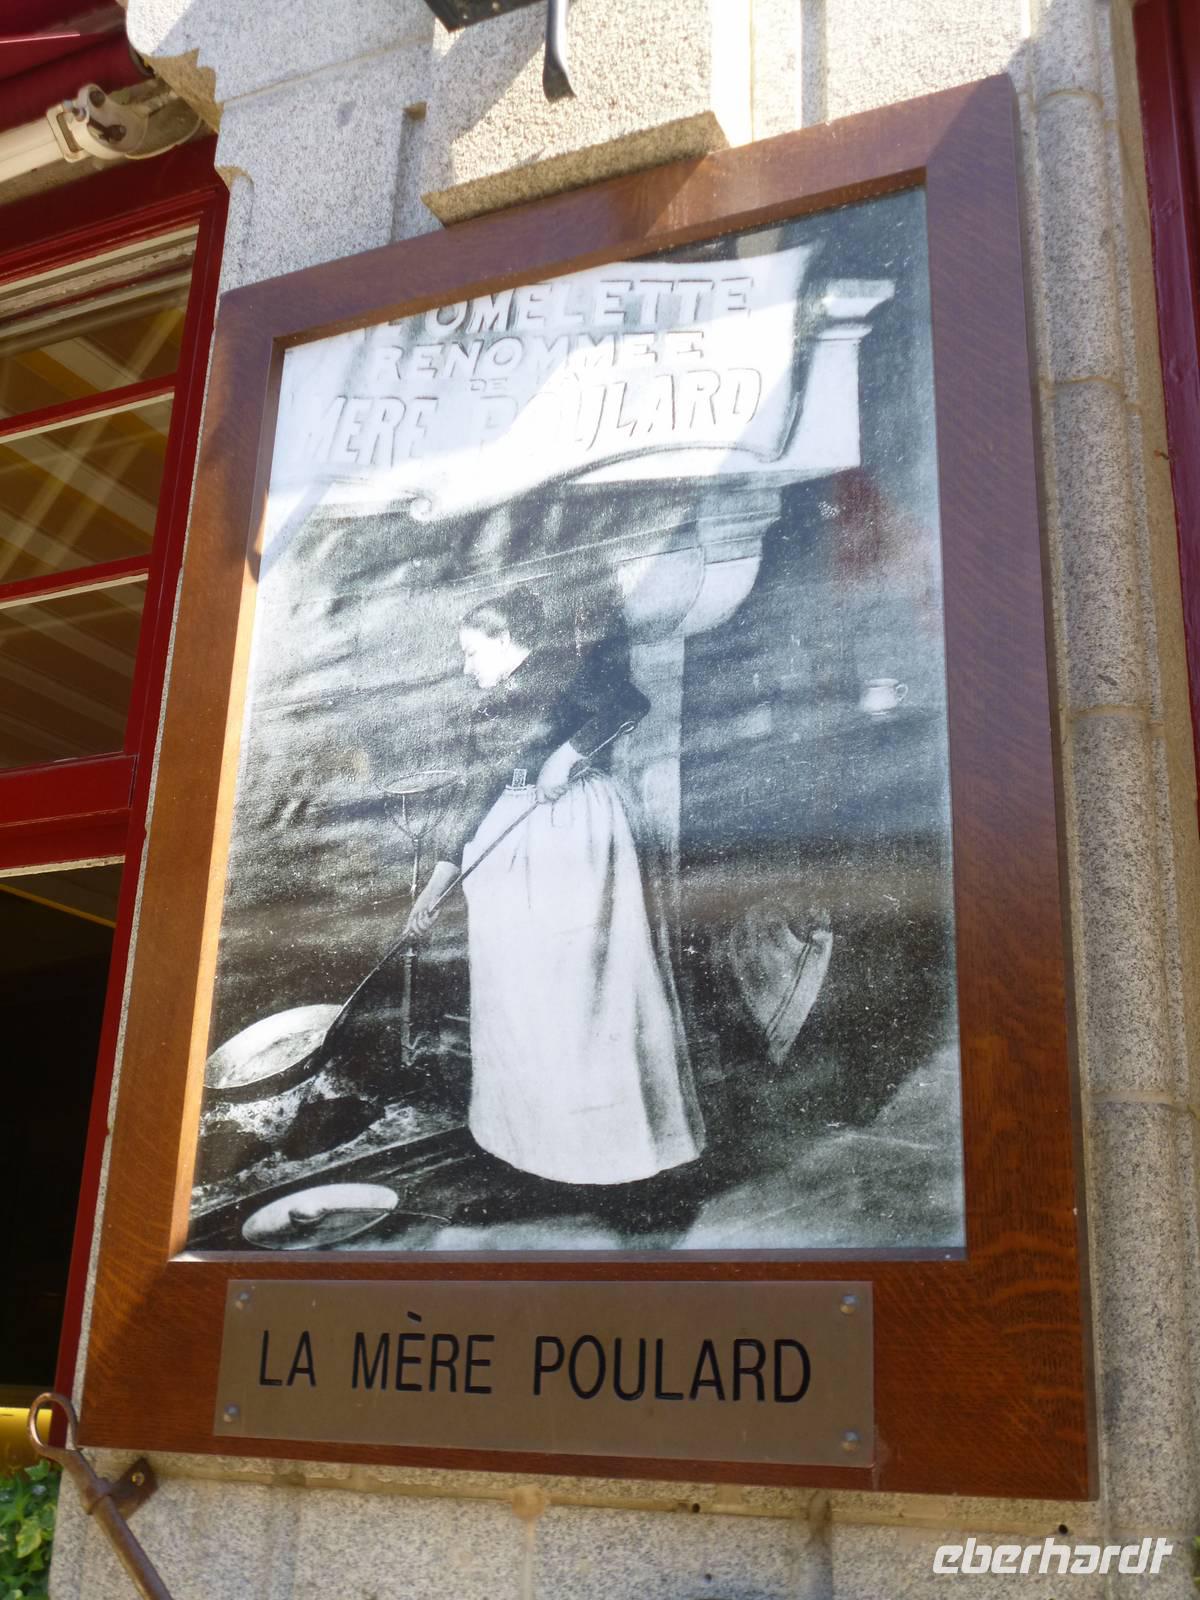 L'OMELETTE
RENOMMEE
DE
MERE POULARD
LA MÈRE POULARD
eberhardt